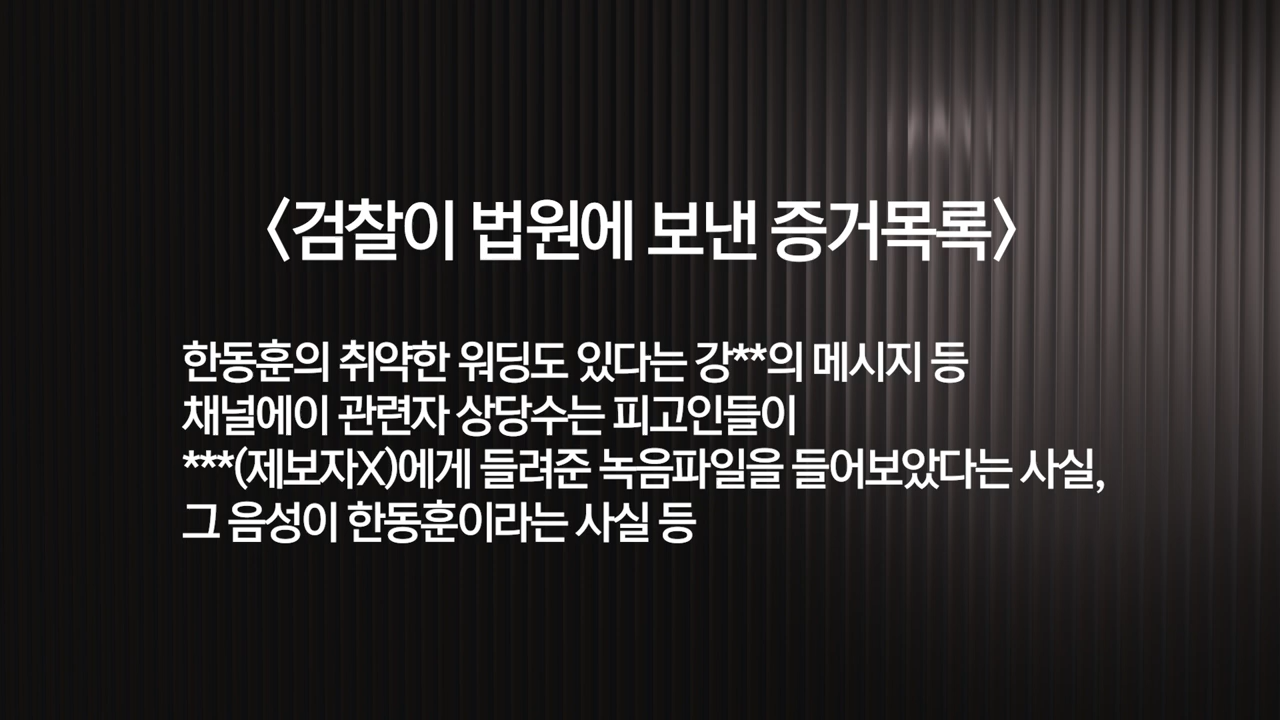 〈검찰이 법원에 보낸 증거목록〉
한동훈의 취약한 워딩도 있다는 강**의 메시지 등
채널에이 관련자 상당수는 피고인들이
***(제보자X)에게 들려준 녹음파일을 들어보았다는 사실,
그 음성이 한동훈이라는 사실 등